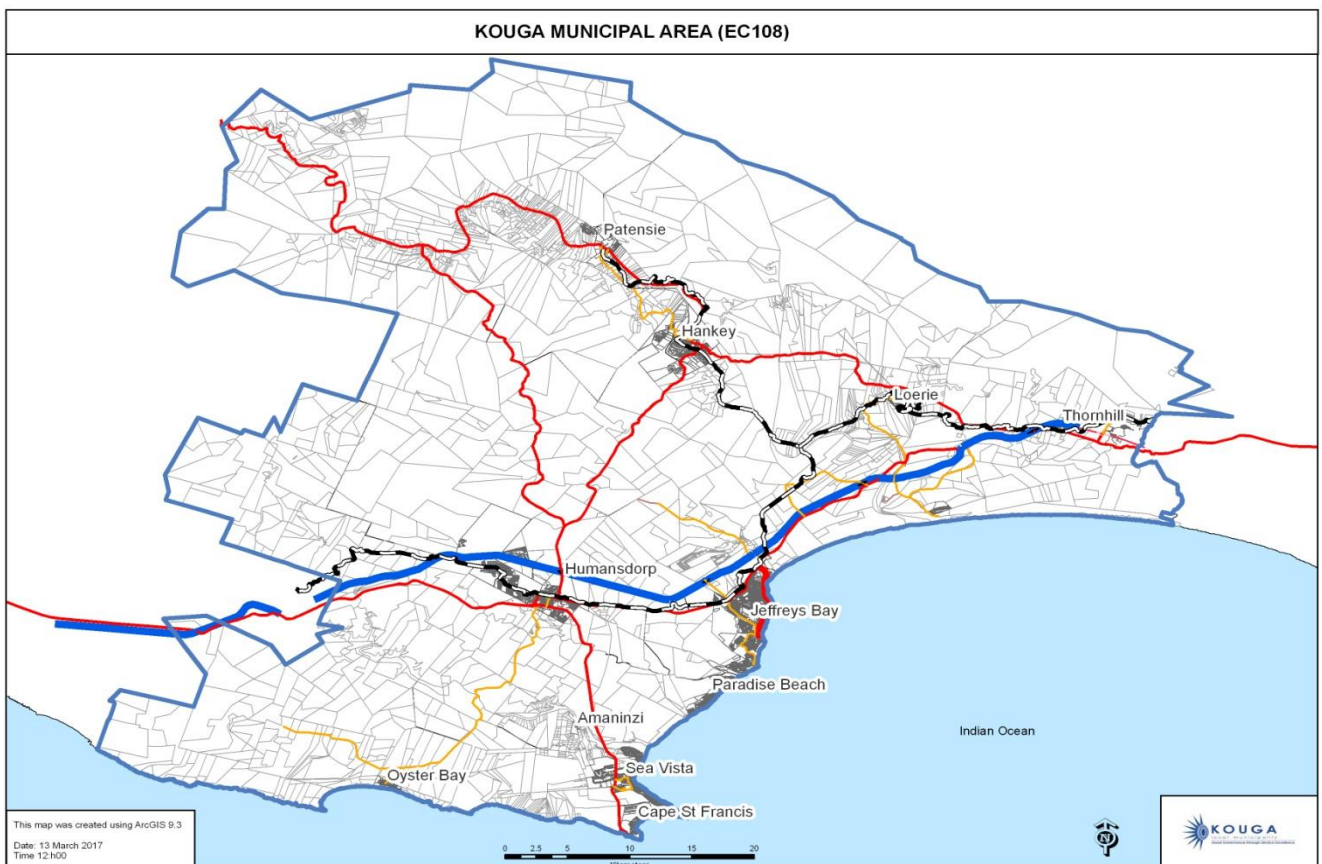 KOUGA MUNICIPAL AREA (EC108)
Patensie
Hankey
Loerie
Thornhill
Humansdorp
Jeffreys Bay
Paradise Beach
Amaninzi
Indian Ocean
Oyster Bay
Sea Vista
Cape St Francis
This map was created using ArcGIS 9.3
Date: 13 March 2017
Time 12:h00
0 2.5 5 10 15 20
Kilometers
N
KOUGA